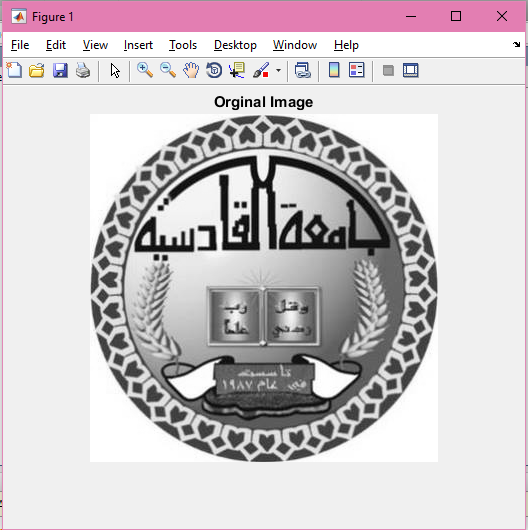 Figure 1
File Edit View Insert Tools Desktop Window Help
Orginal Image
جامعة القادسية
وقل رب
زدني علما
تأسست
في عام ١٩٨٧